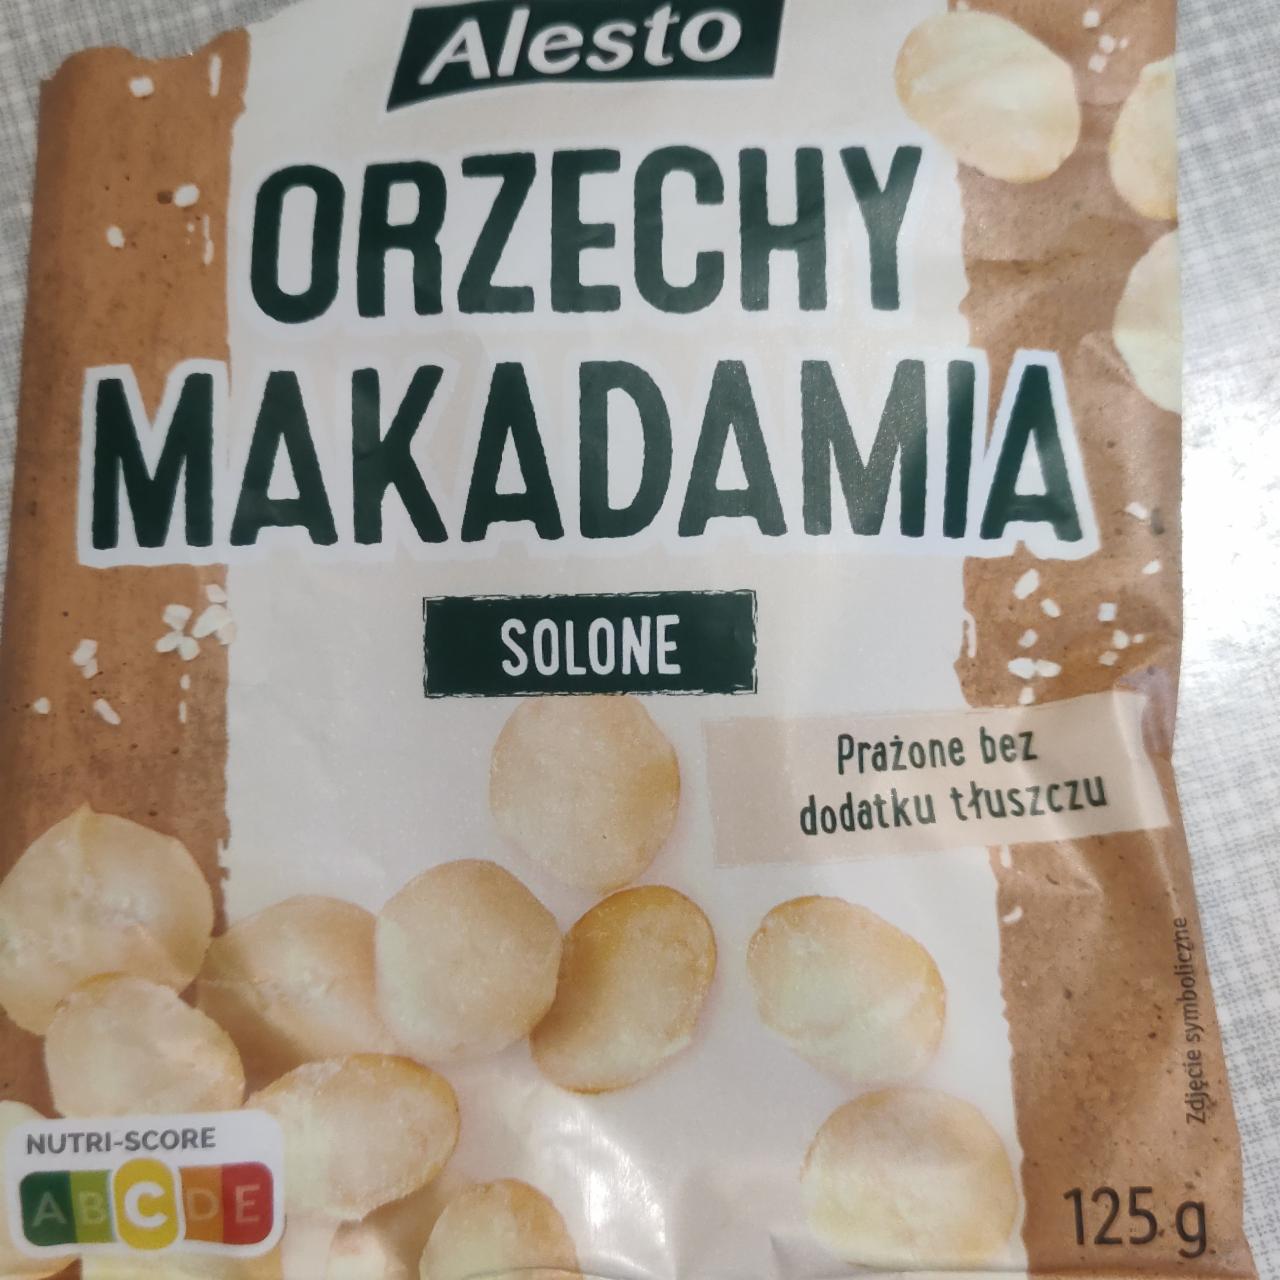 Alesto
ORZECHY
MAKADAMIA
SOLONE
Prażone bez
dodatku tłuszczu
Zdjęcie symboliczne
NUTRI-SCORE
A B C D E
125 g